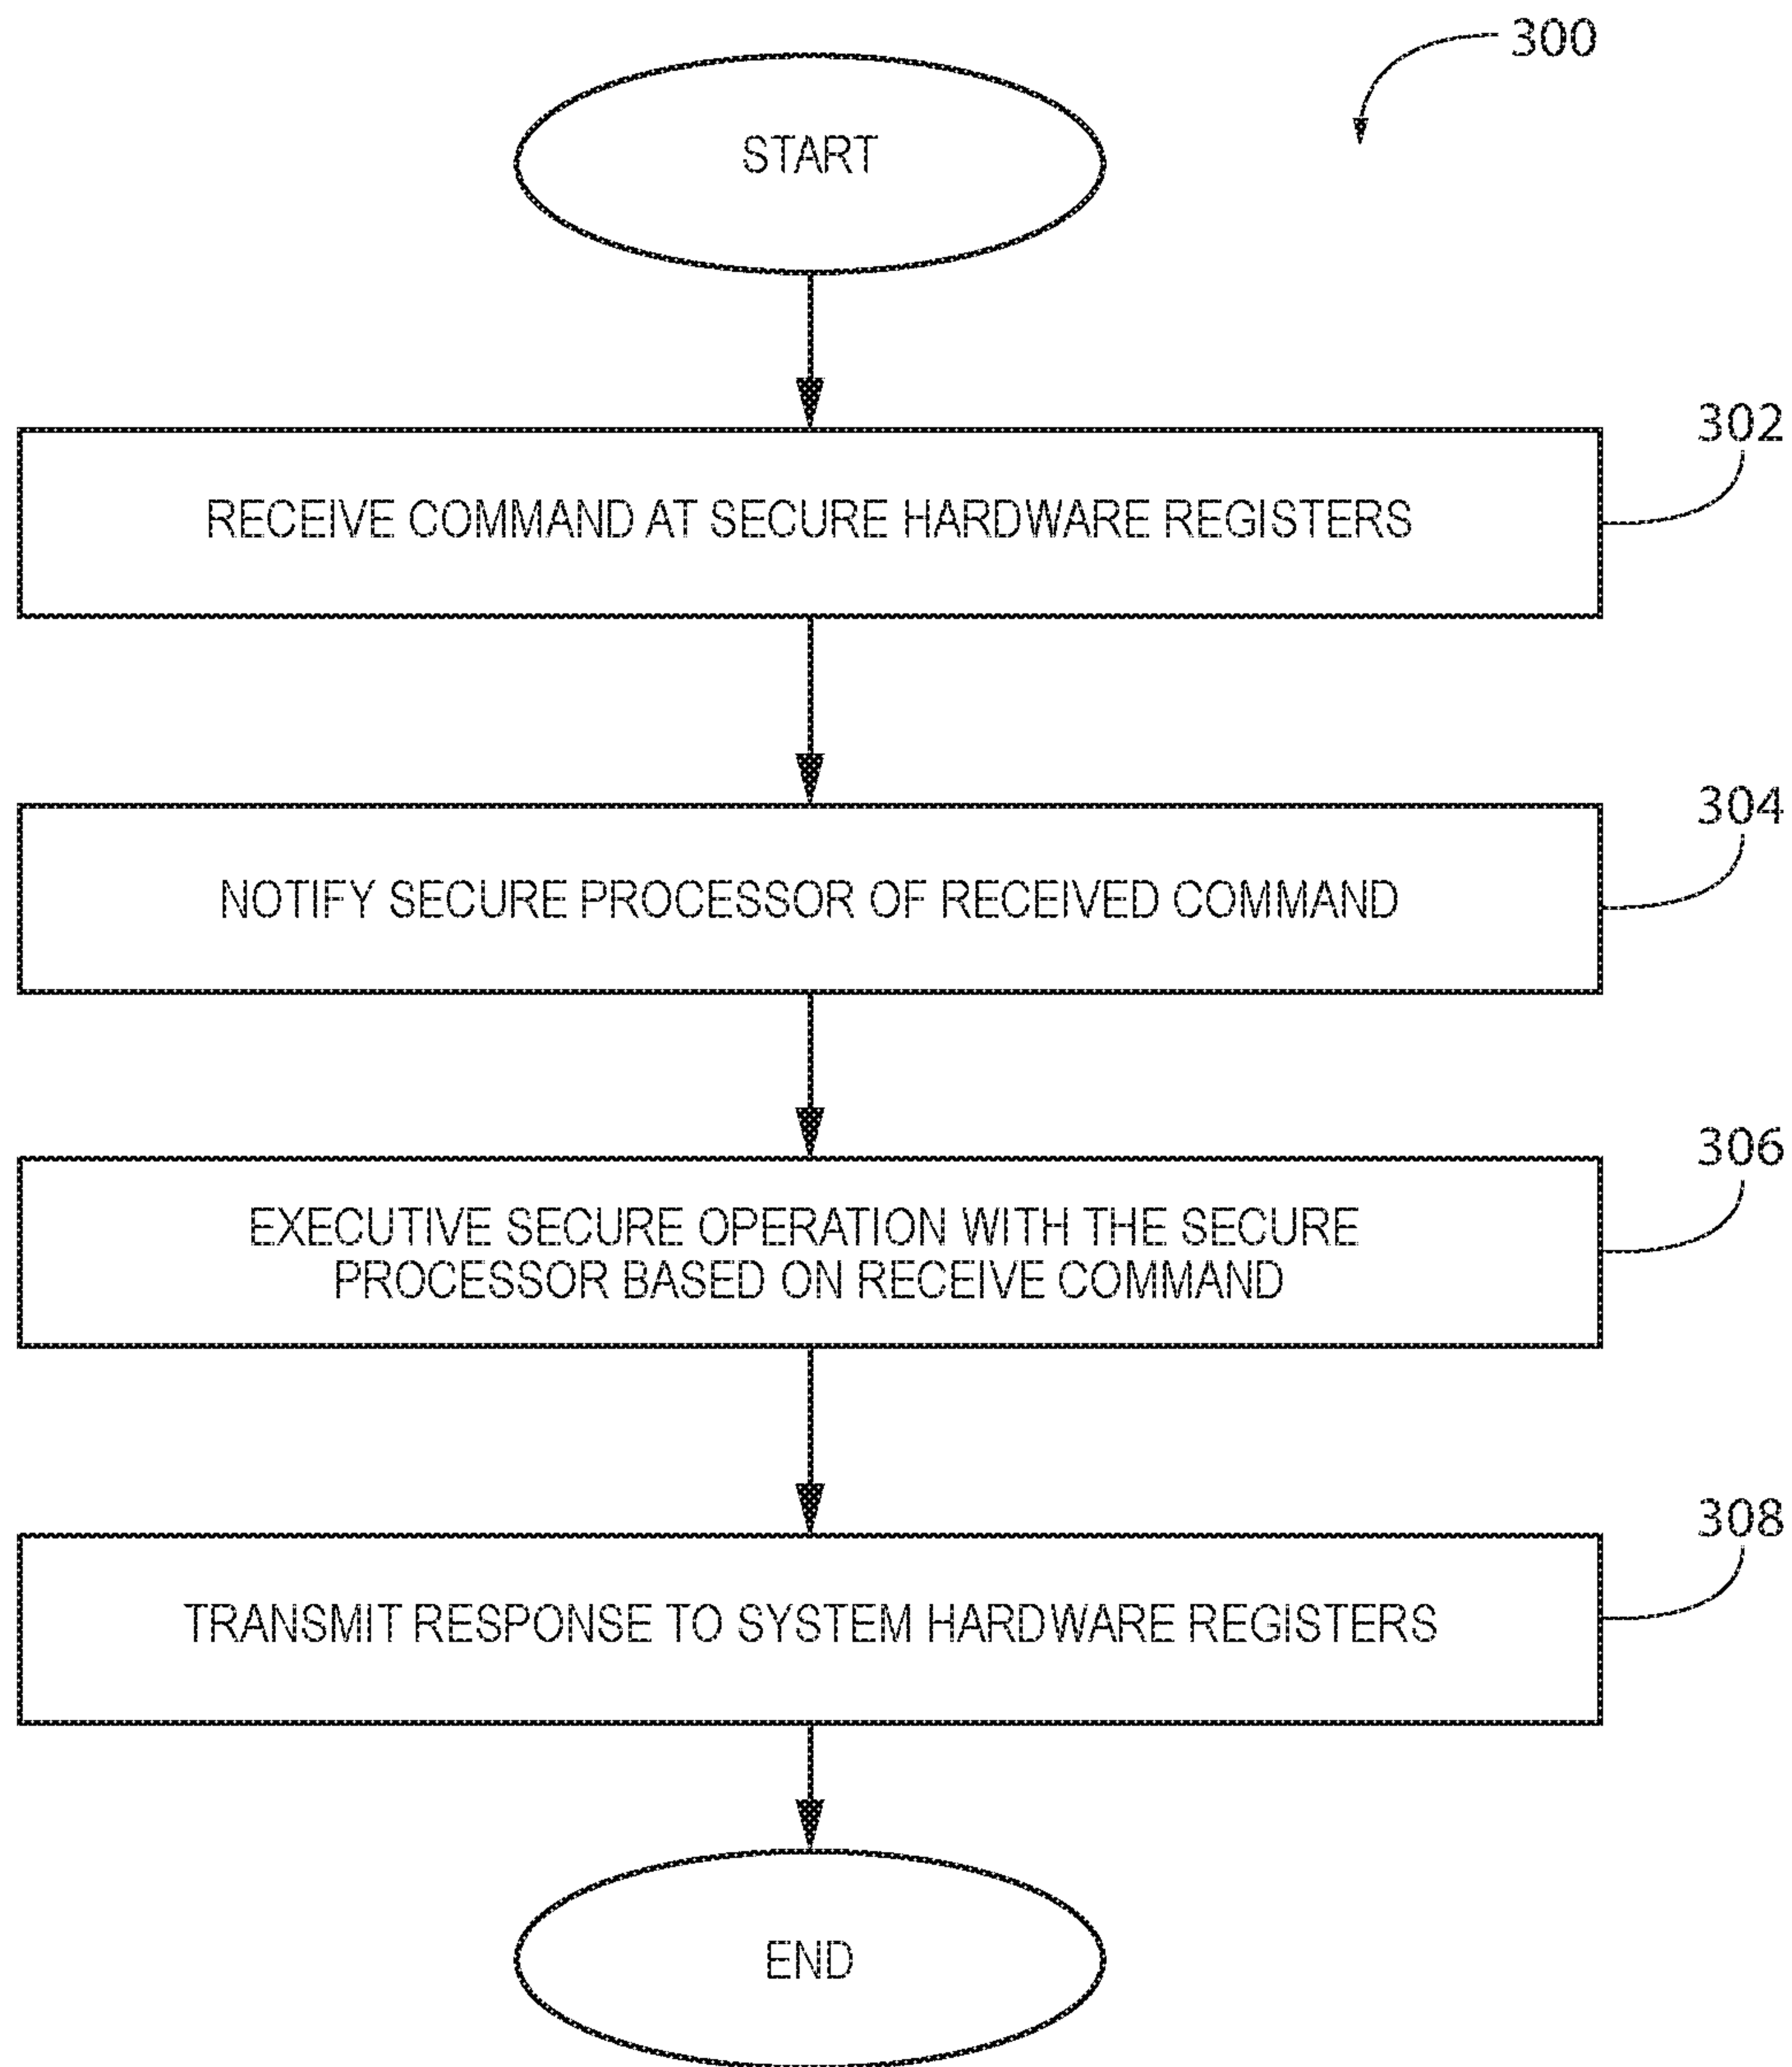 300
START
302
RECEIVE COMMAND AT SECURE HARDWARE REGISTERS
304
NOTIFY SECURE PROCESSOR OF RECEIVED COMMAND
306
EXECUTIVE SECURE OPERATION WITH THE SECURE
PROCESSOR BASED ON RECEIVE COMMAND
308
TRANSMIT RESPONSE TO SYSTEM HARDWARE REGISTERS
END